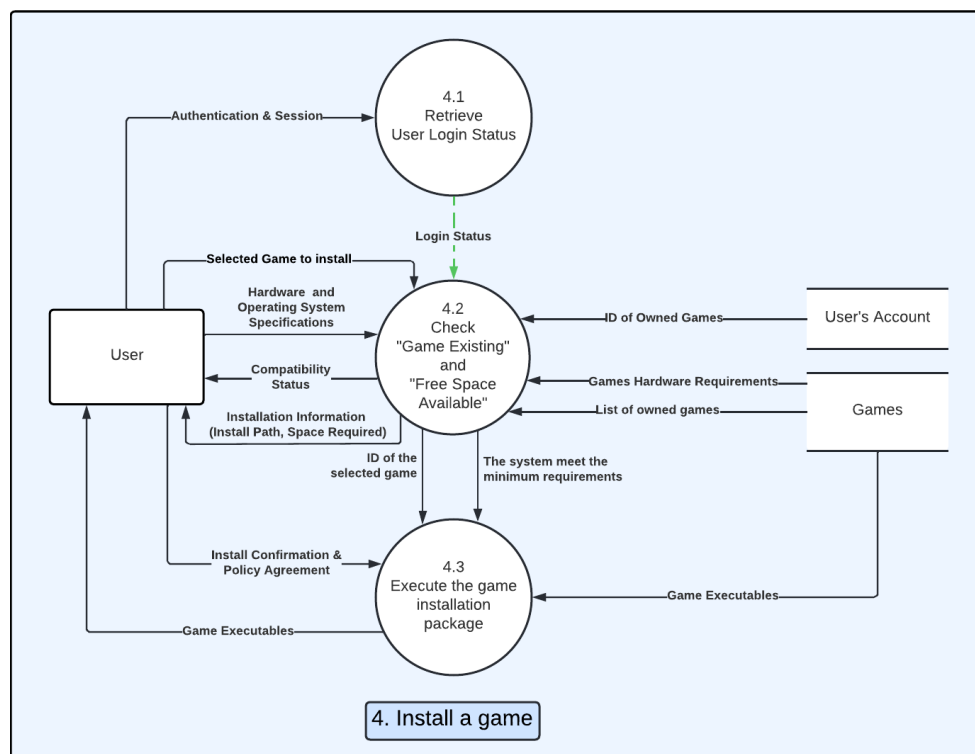 4.1
Retrieve
User Login Status
Authentication & Session
Login Status
Selected Game to install
Hardware and
Operating System
Specifications
4.2
Check
"Game Existing"
and
"Free Space
Available"
ID of Owned Games
User's Account
User
Compatibility
Status
Games Hardware Requirements
List of owned games
Games
Installation Information
(Install Path, Space Required)
ID of the
selected game
The system meet the
minimum requirements
Install Confirmation &
Policy Agreement
4.3
Execute the game
installation
package
Game Executables
Game Executables
4. Install a game